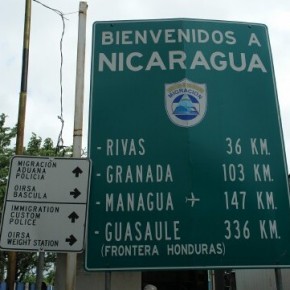 BIENVENIDOS A
NICARAGUA
NICARAGUA
- RIVAS 36 KM.
- GRANADA 103 KM.
- MANAGUA 147 KM.
- GUASAULE 336 KM.
(FRONTERA HONDURAS)
MIGRACIÓN
ADUANA
POLICIA
OIRSA
BASCULA
IMMIGRATION
CUSTOM
POLICE
OIRSA
WEIGHT STATION